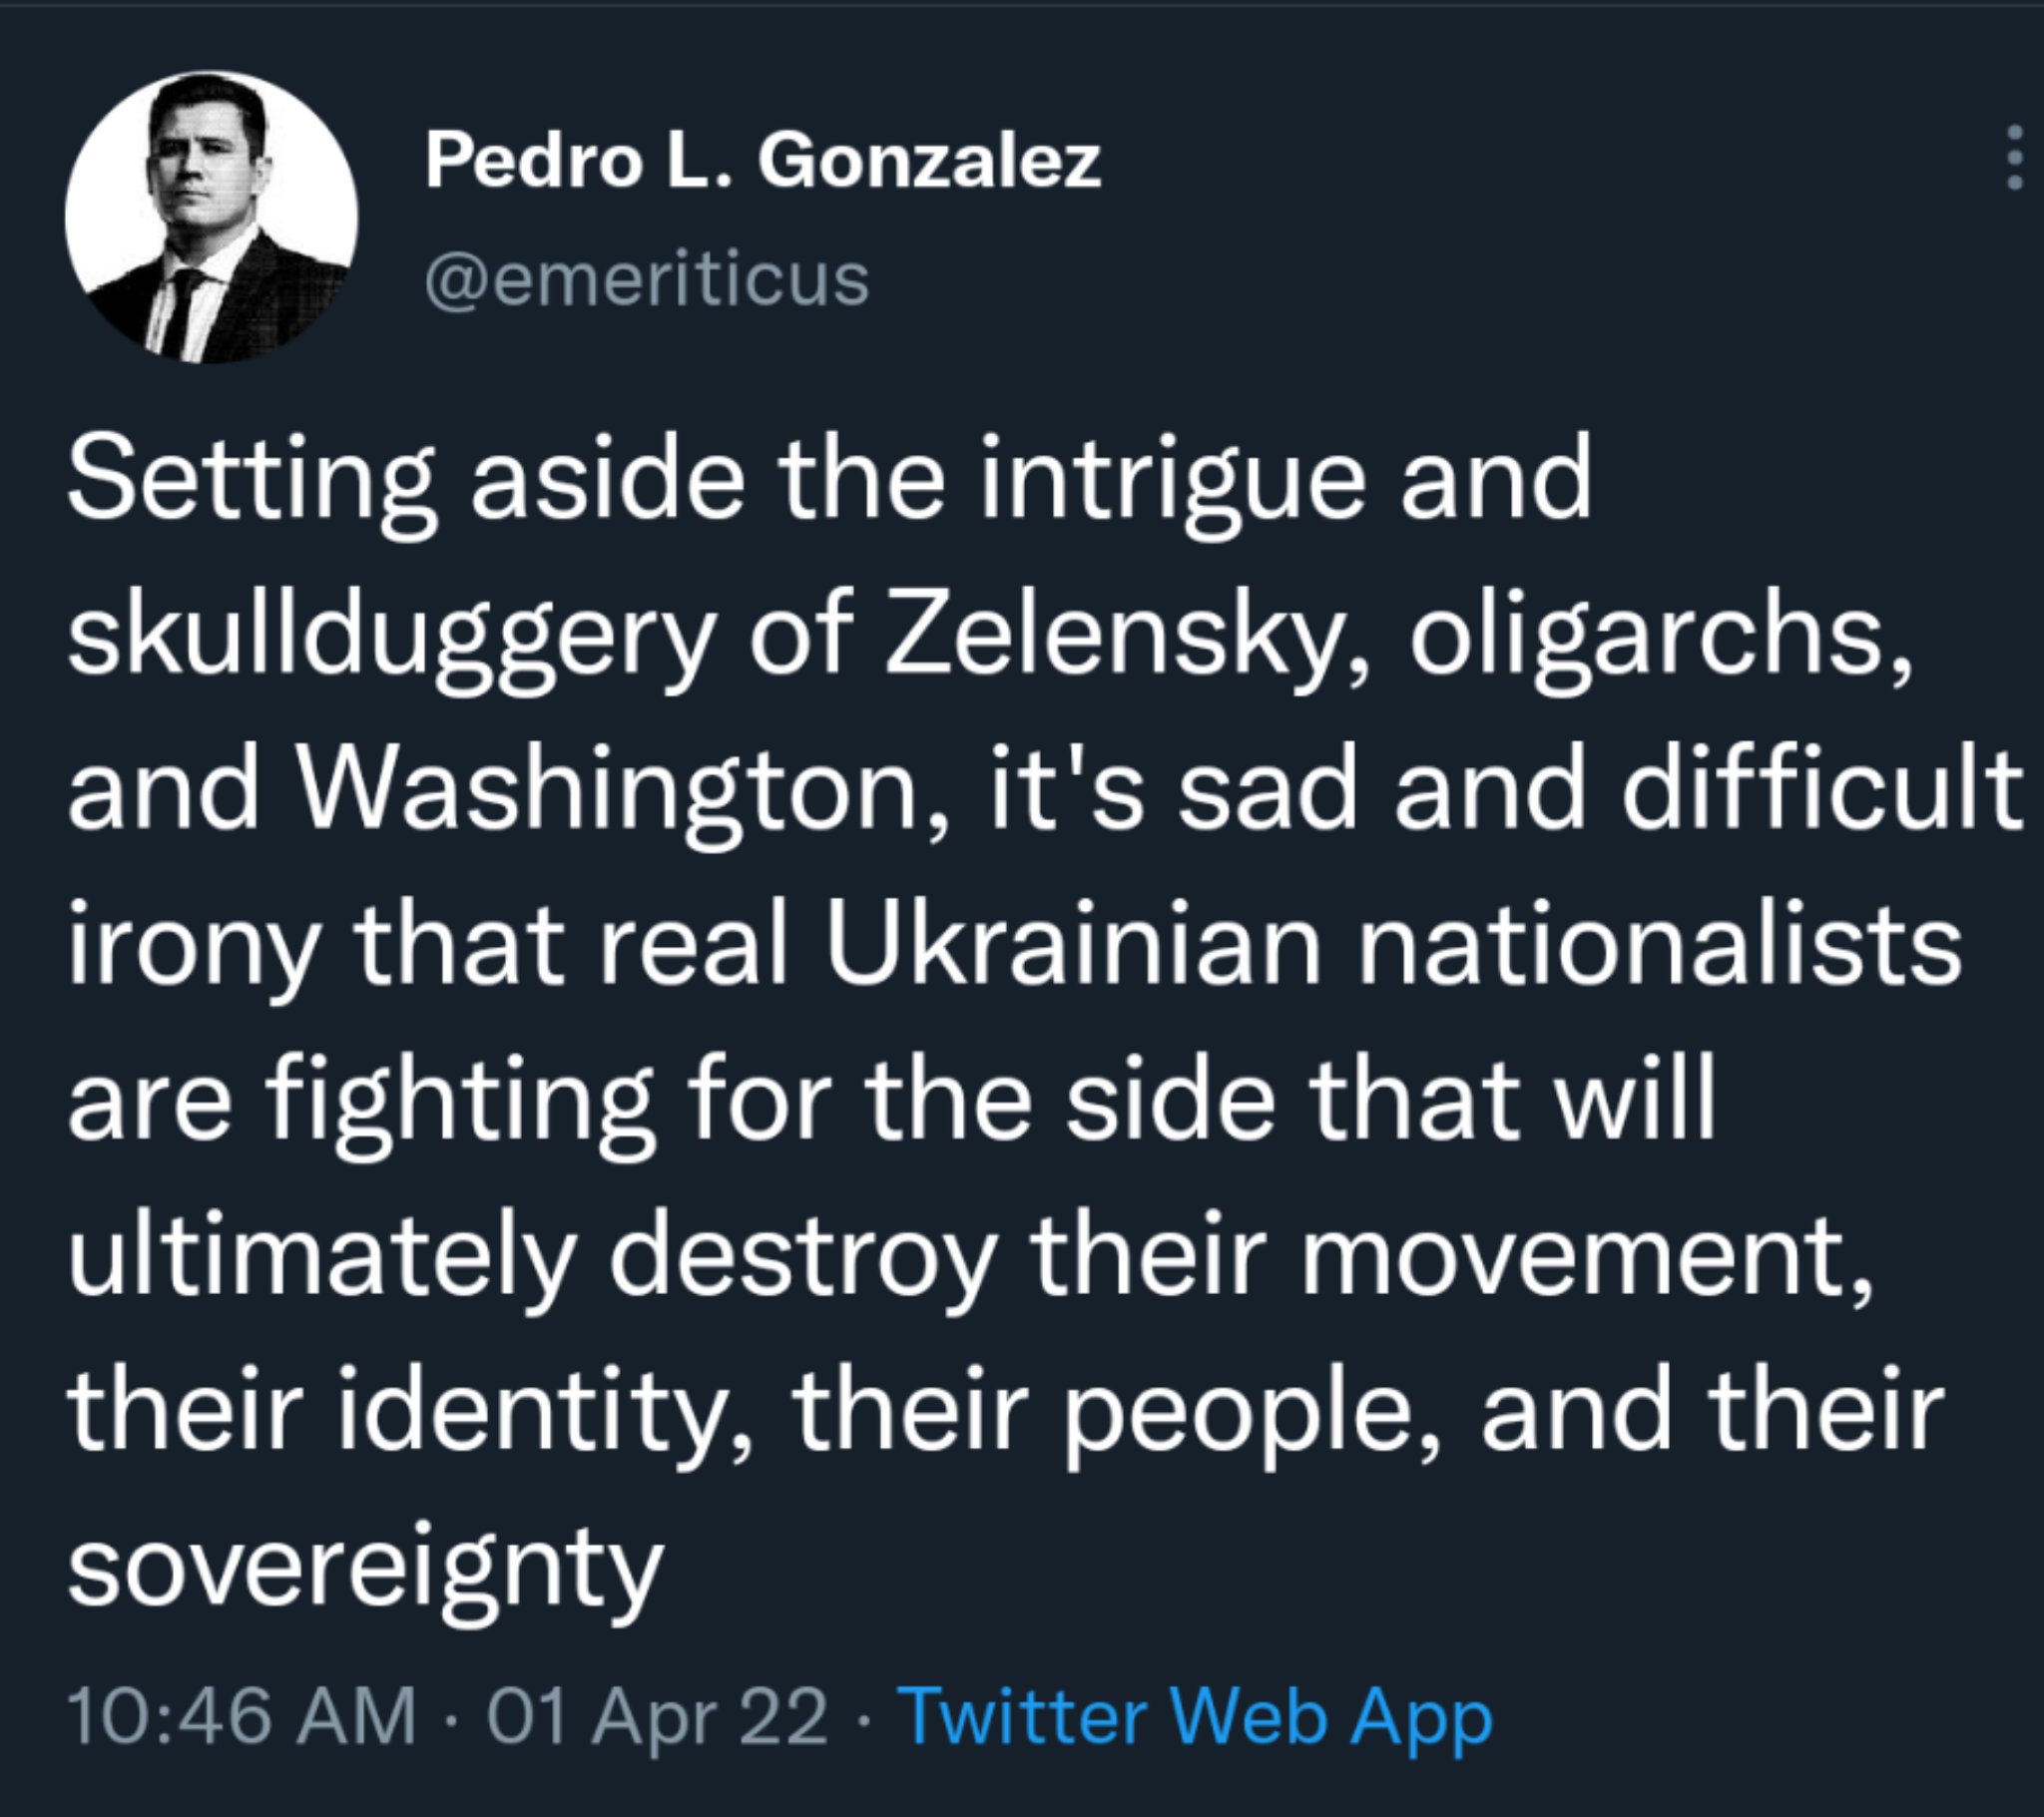 Pedro L. Gonzalez
@emeriticus
Setting aside the intrigue and
skullduggery of Zelensky, oligarchs,
and Washington, it's sad and difficult
irony that real Ukrainian nationalists
are fighting for the side that will
ultimately destroy their movement,
their identity, their people, and their
sovereignty
10:46 AM · 01 Apr 22 · Twitter Web App